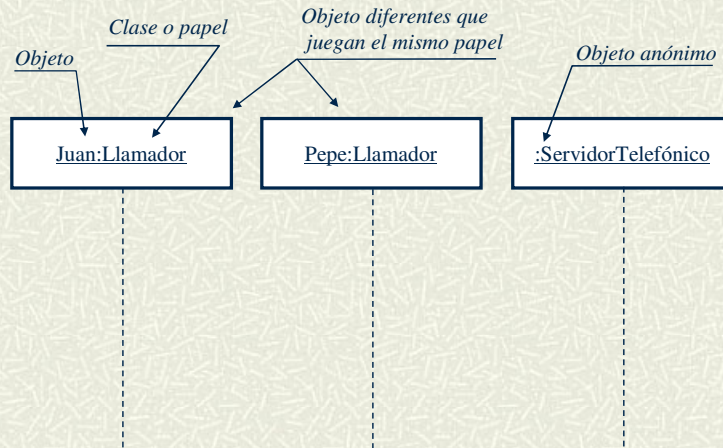 Clase o papel
Objeto
Objeto diferentes que
juegan el mismo papel
Objeto anónimo
Juan:Llamador
Pepe:Llamador
:ServidorTelefónico